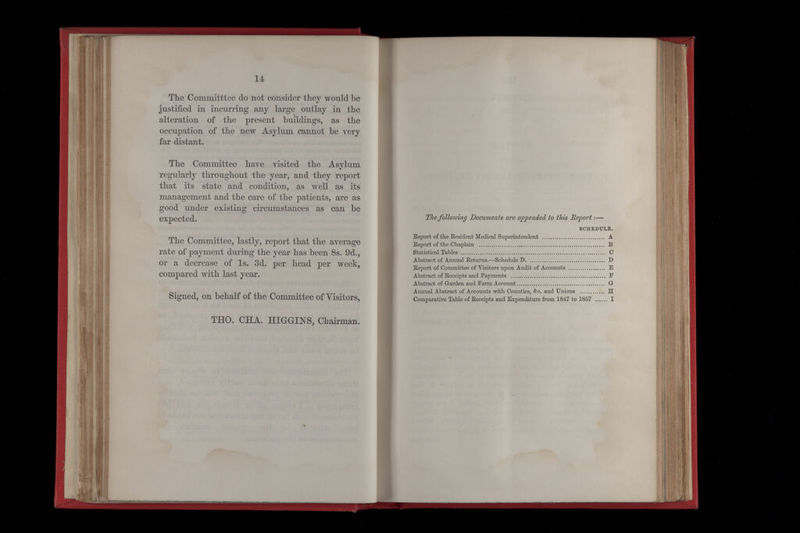 14
The Committtee do not consider they would be
justified in incurring any large outlay in the
alteration of the present buildings, as the
occupation of the new Asylum cannot be very
far distant.
The Committee have visited the Asylum
regularly throughout the year, and they report
that its state and condition, as well as its
management and the care of the patients, are as
good under existing circumstances as can be
expected.
The Committee, lastly, report that the average
rate of payment during the year has been 8s. 9d.,
or a decrease of 1s. 3d. per head per week,
compared with last year.
Signed, on behalf of the Committee of Visitors,
THO. CHA. HIGGINS, Chairman.
The following Documents are appended to this Report:—
SCHEDULE.
Report of the Resident Medical Superintendent ........................ A
Report of the Chaplain ................................................ B
Statistical Tables ...................................................... C
Abstract of Annual Returns.—Schedule D. .............................. D
Report of Committee of Visitors upon Audit of Accounts ............... E
Abstract of Receipts and Payments .................................... F
Abstract of Garden and Farm Account .................................. G
Annual Abstract of Accounts with Counties, &c. and Unions ............ H
Comparative Table of Receipts and Expenditure from 1847 to 1857 ...... I